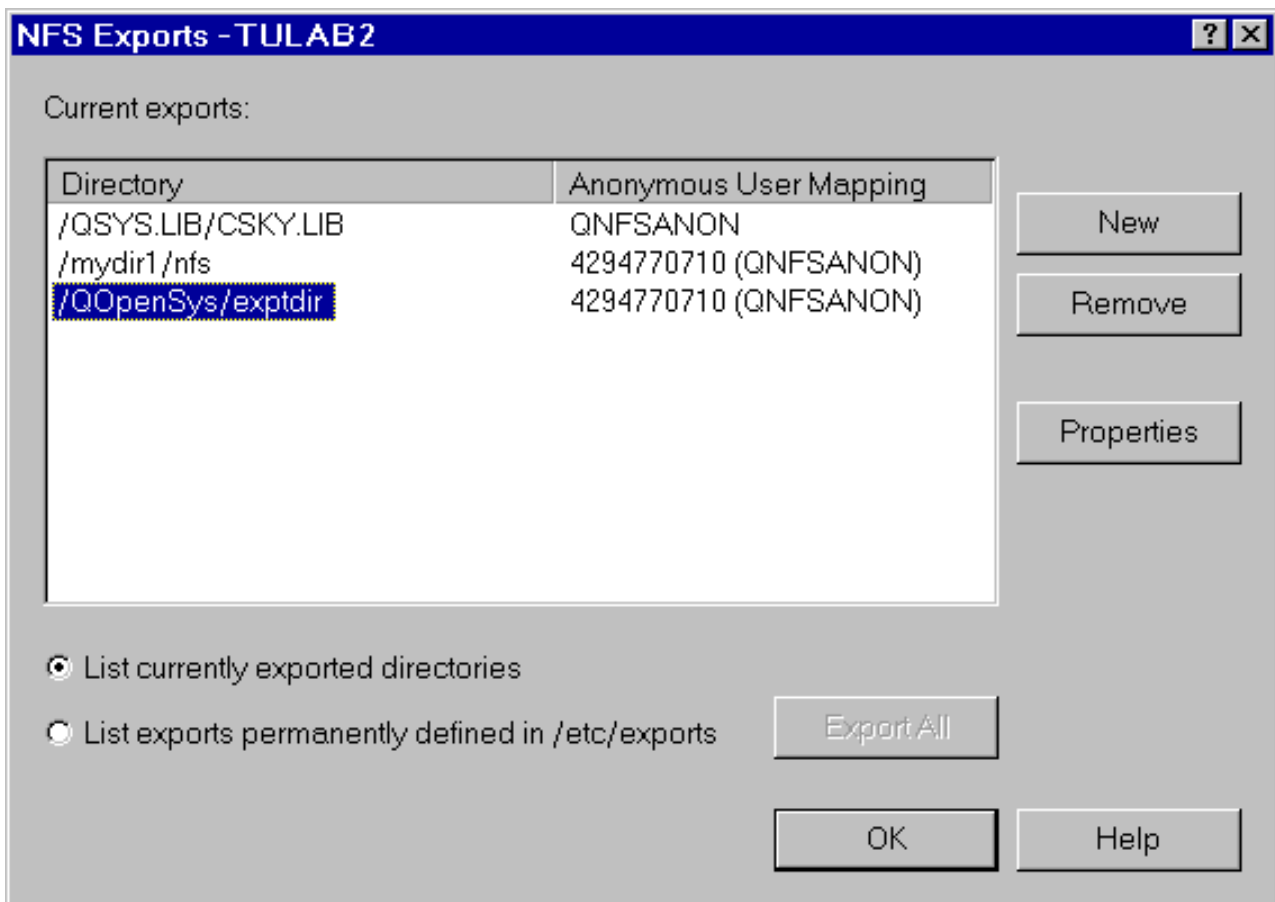 NFS Exports - TULAB2
Current exports:
Directory Anonymous User Mapping
/QSYS.LIB/CSKY.LIB QNFSANON
/mydir1/nfs 4294770710 (QNFSANON)
/QOpenSys/exptdir 4294770710 (QNFSANON)
New
Remove
Properties
List currently exported directories
List exports permanently defined in /etc/exports
Export All
OK
Help